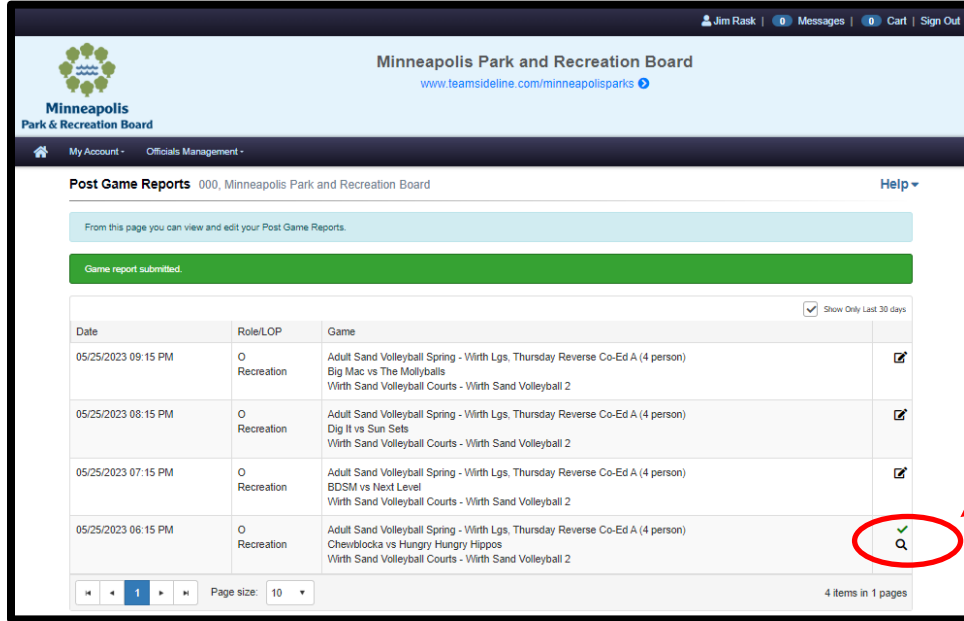 Jim Rask | 0 Messages | 0 Cart | Sign Out
Minneapolis
Park & Recreation Board
Minneapolis Park and Recreation Board
www.teamsideline.com/minneapolisparks
My Account Officials Management
Post Game Reports 000, Minneapolis Park and Recreation Board Help
From this page you can view and edit your Post Game Reports.
Game report submitted.
Show Only Last 30 days
Date Role/LOP Game
05/25/2023 09:15 PM O Adult Sand Volleyball Spring - Wirth Lgs, Thursday Reverse Co-Ed A (4 person)
Recreation Big Mac vs The Mollyballs
Wirth Sand Volleyball Courts - Wirth Sand Volleyball 2
05/25/2023 08:15 PM O Adult Sand Volleyball Spring - Wirth Lgs, Thursday Reverse Co-Ed A (4 person)
Recreation Dig It vs Sun Sets
Wirth Sand Volleyball Courts - Wirth Sand Volleyball 2
05/25/2023 07:15 PM O Adult Sand Volleyball Spring - Wirth Lgs, Thursday Reverse Co-Ed A (4 person)
Recreation BDSM vs Next Level
Wirth Sand Volleyball Courts - Wirth Sand Volleyball 2
05/25/2023 06:15 PM O Adult Sand Volleyball Spring - Wirth Lgs, Thursday Reverse Co-Ed A (4 person)
Recreation Chewblocka vs Hungry Hungry Hippos
Wirth Sand Volleyball Courts - Wirth Sand Volleyball 2
1 Page size: 10 4 items in 1 pages